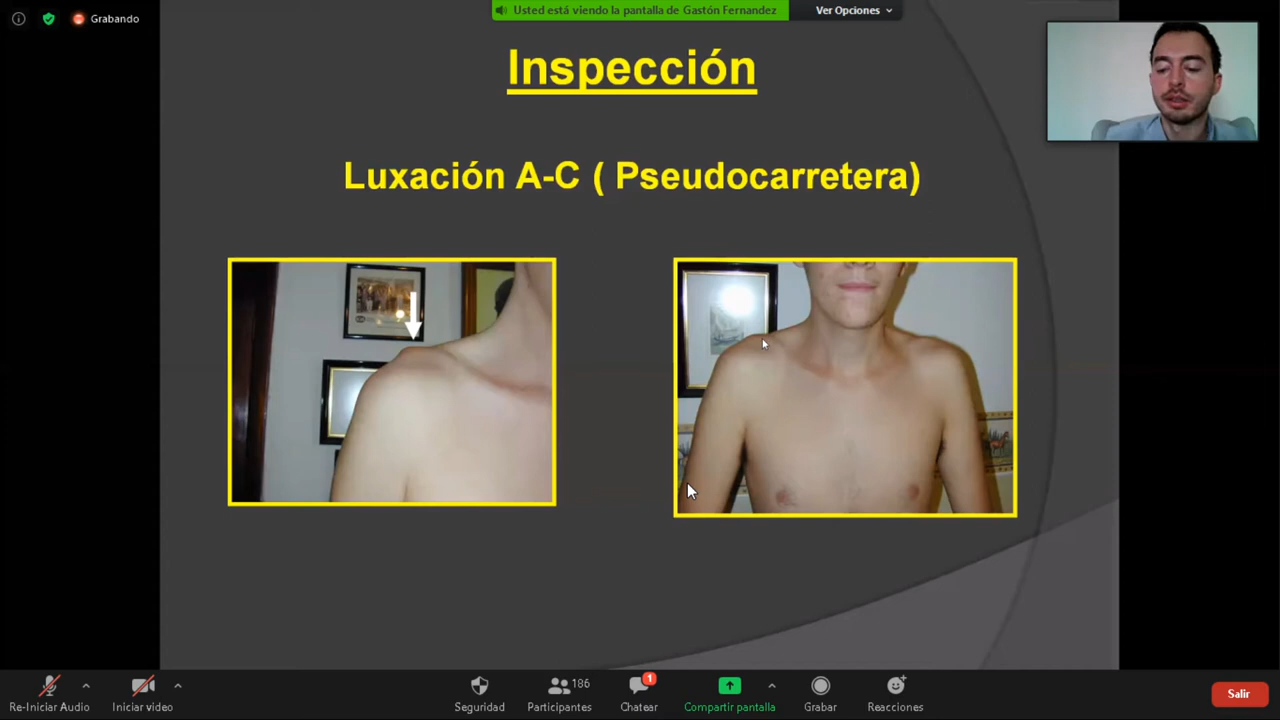 Grabando
Usted está viendo la pantalla de Gastón Fernandez
Ver Opciones
Inspección
Luxación A-C ( Pseudocarretera)
Re-Iniciar Audio
Iniciar video
Seguridad
186
Participantes
1
Chatear
Compartir pantalla
Grabar
Reacciones
Salir